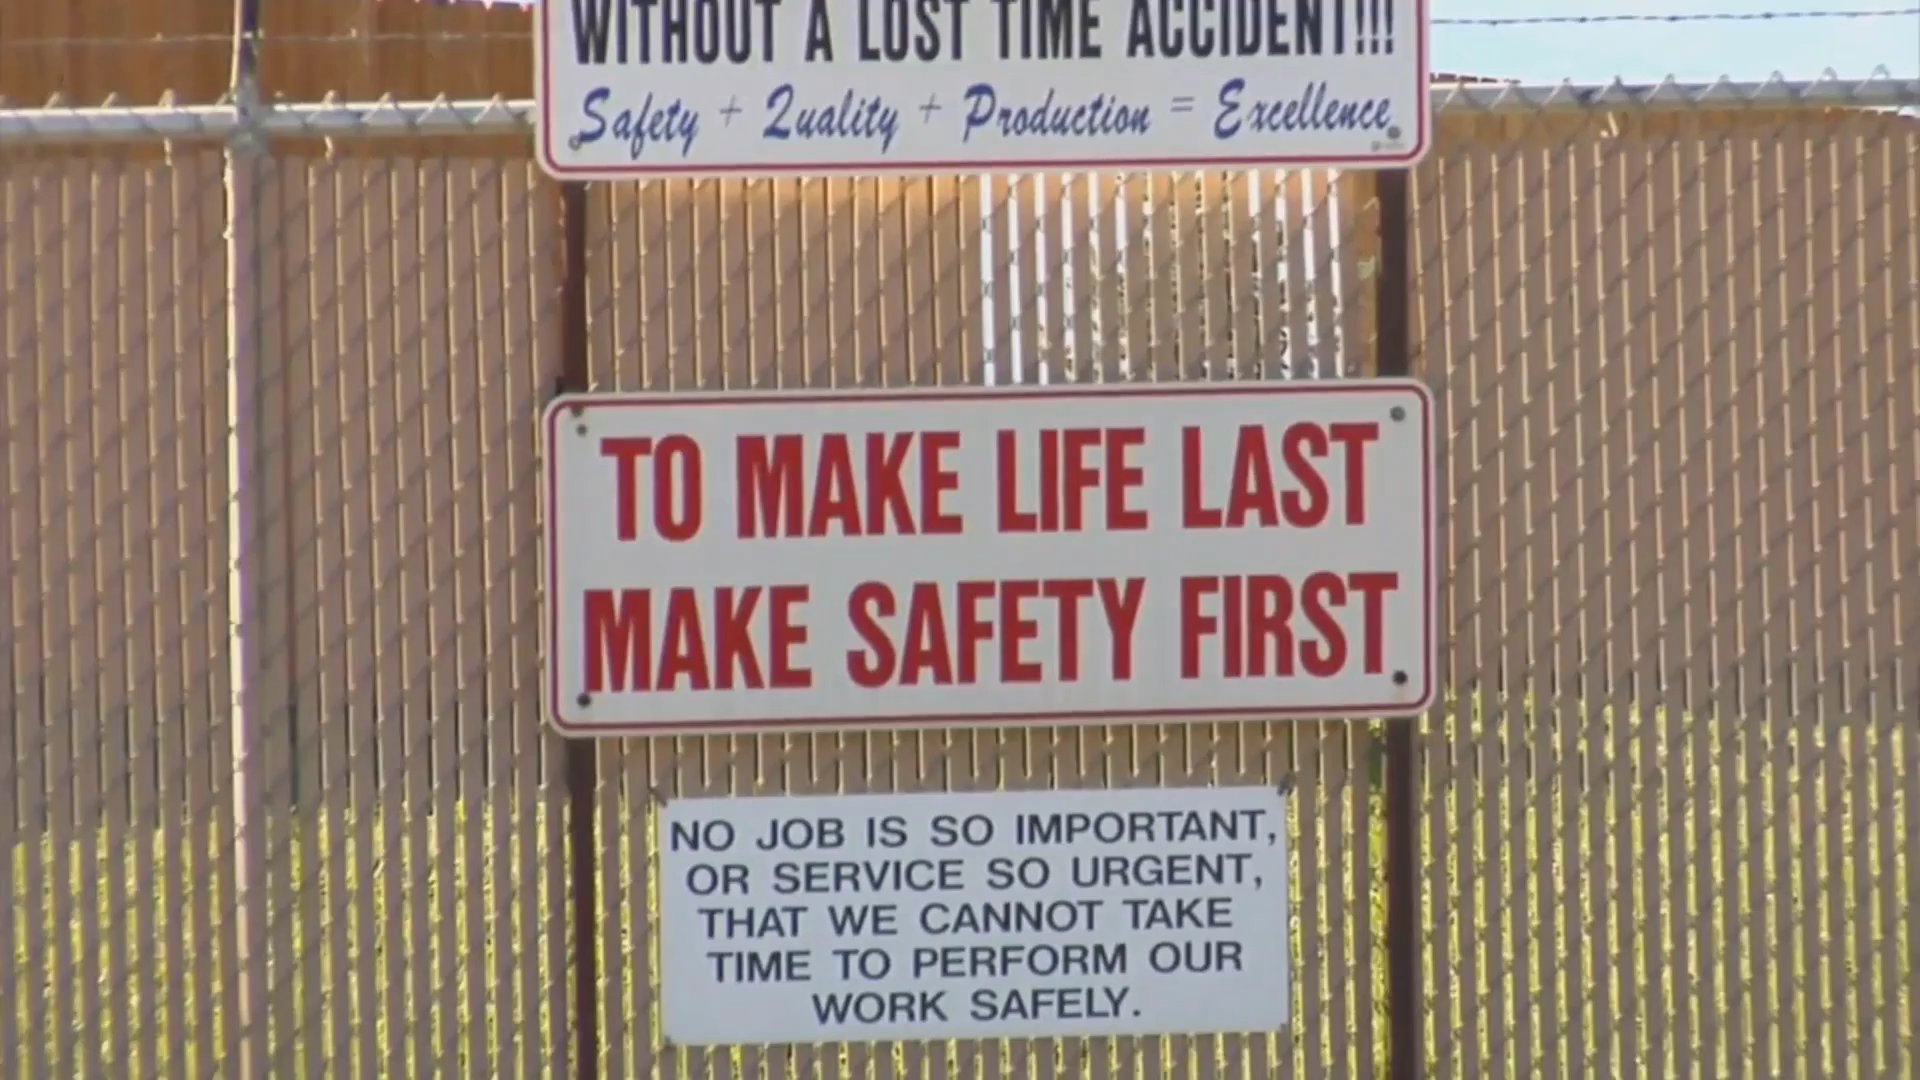 WITHOUT A LOST TIME ACCIDENT!!!
Safety + Quality + Production = Excellence
TO MAKE LIFE LAST
MAKE SAFETY FIRST
NO JOB IS SO IMPORTANT,
OR SERVICE SO URGENT,
THAT WE CANNOT TAKE
TIME TO PERFORM OUR
WORK SAFELY.